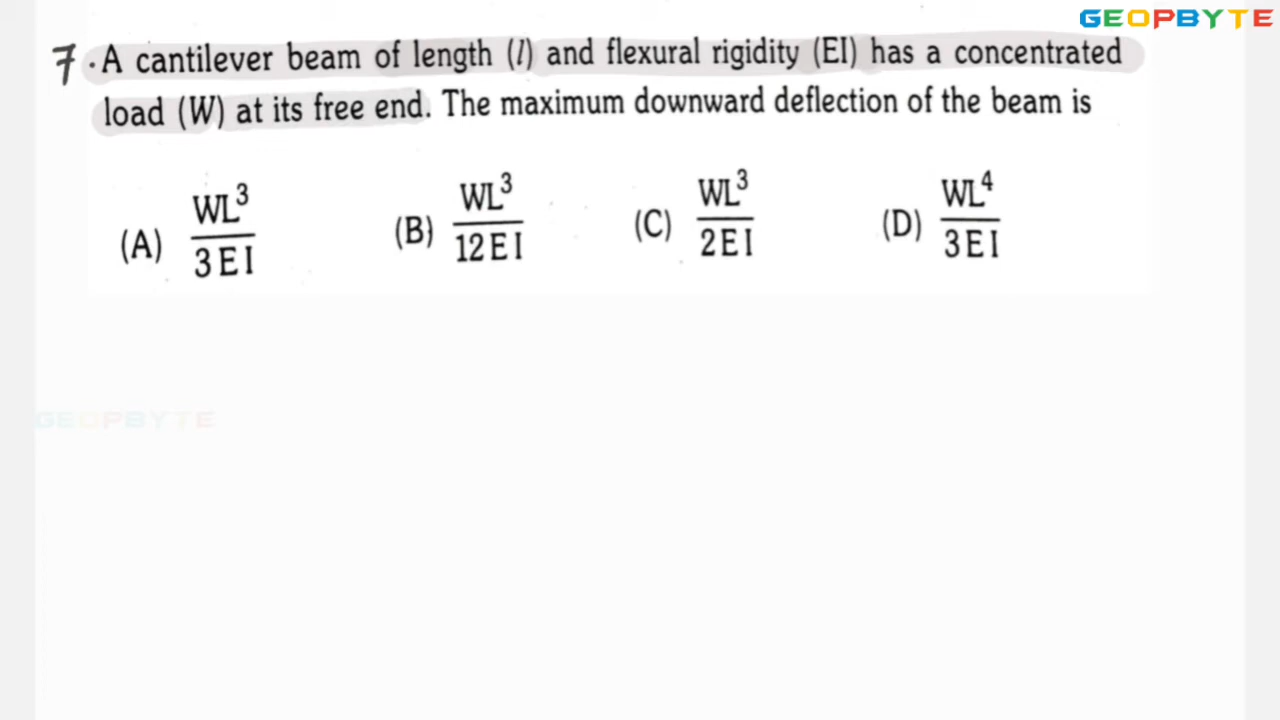 GEOPBYTE
7. A cantilever beam of length (l) and flexural rigidity (EI) has a concentrated
load (W) at its free end. The maximum downward deflection of the beam is
(A) WL³/3EI (B) WL³/12EI (C) WL³/2EI (D) WL⁴/3EI
GEOPBYTE